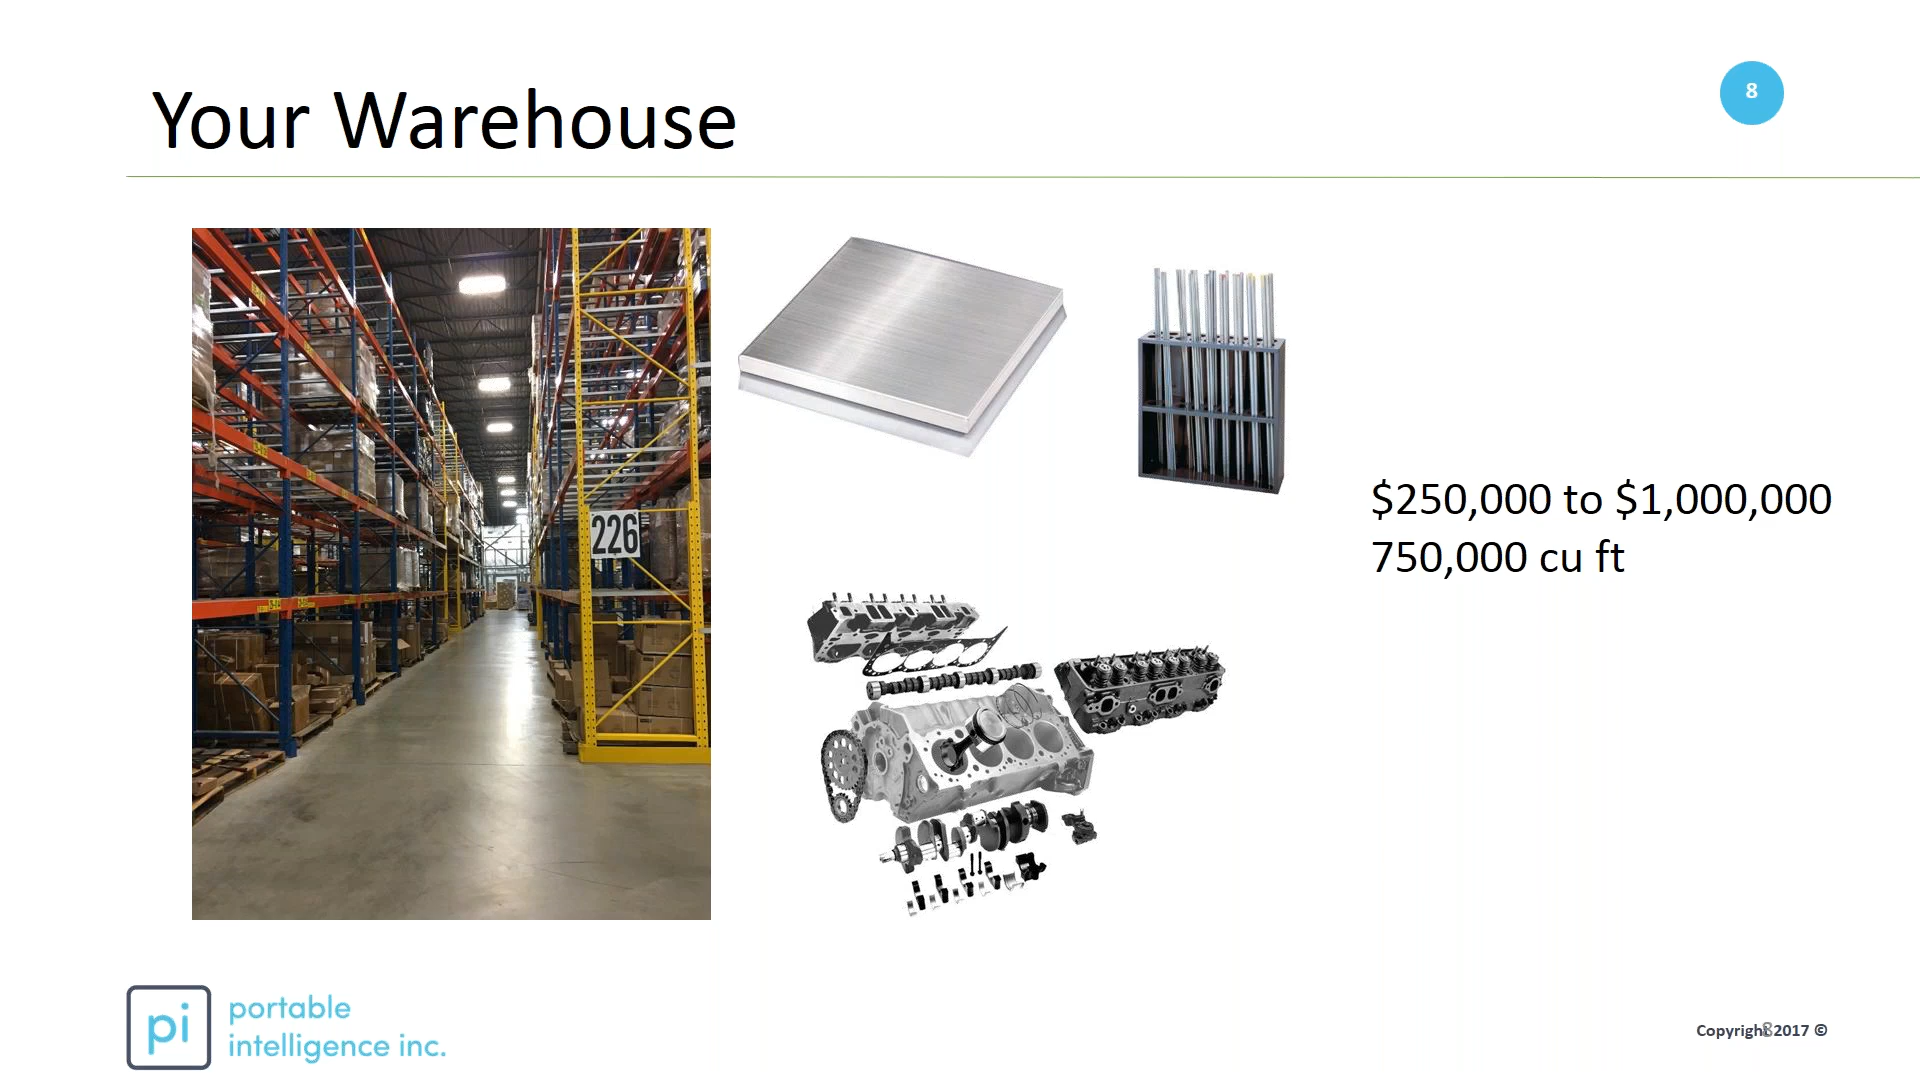 Your Warehouse
8
226
$250,000 to $1,000,000
750,000 cu ft
pi
portable
intelligence inc.
Copyright 2017 ©
8